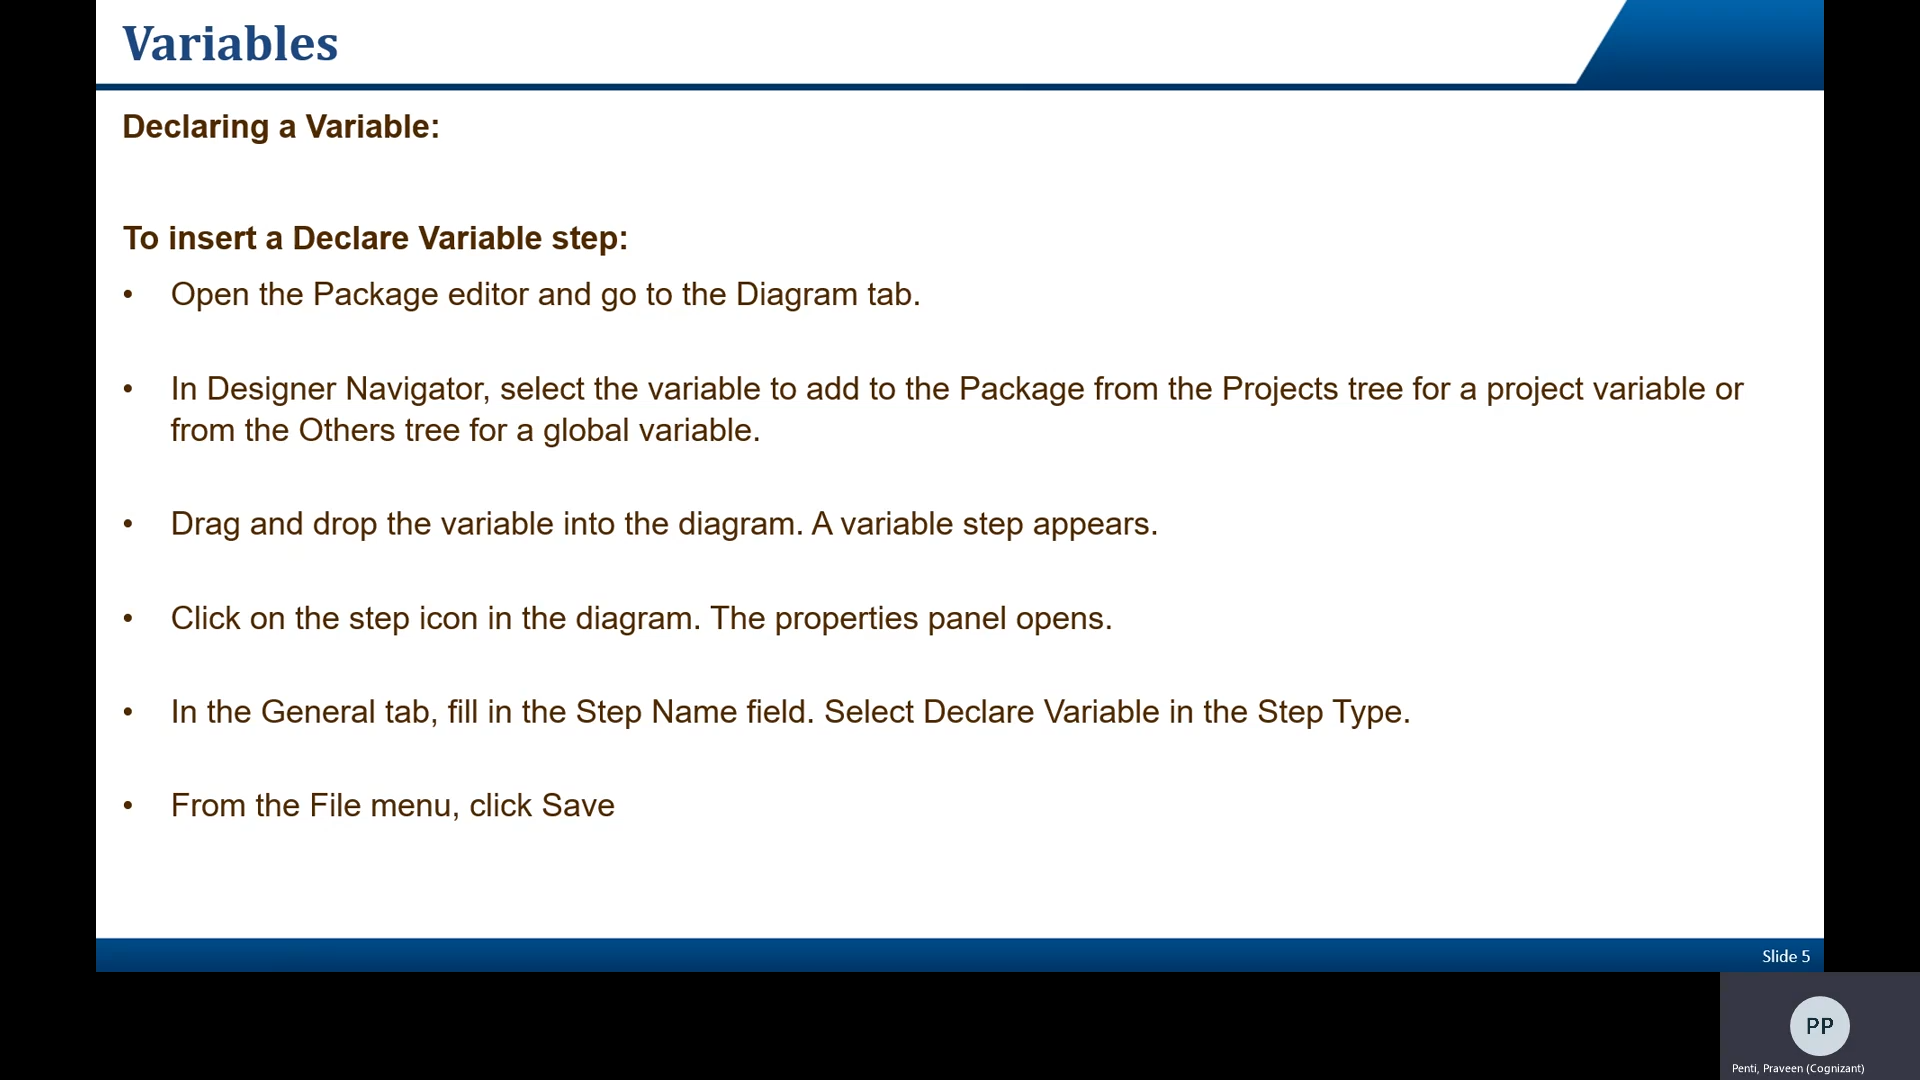 Variables
Declaring a Variable:
To insert a Declare Variable step:
• Open the Package editor and go to the Diagram tab.
• In Designer Navigator, select the variable to add to the Package from the Projects tree for a project variable or
from the Others tree for a global variable.
• Drag and drop the variable into the diagram. A variable step appears.
• Click on the step icon in the diagram. The properties panel opens.
• In the General tab, fill in the Step Name field. Select Declare Variable in the Step Type.
• From the File menu, click Save
Slide 5
PP
Penti, Praveen (Cognizant)